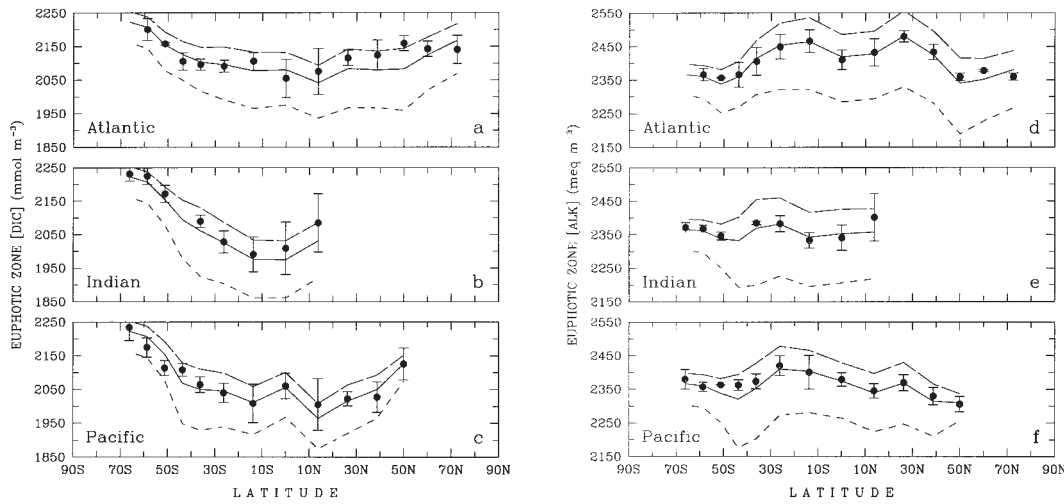 2250
2150
2050
1950
1850
Atlantic
a
2250
2150
2050
1950
1850
Indian
b
2250
2150
2050
1950
1850
Pacific
c
90S 70S 50S 30S 10S 10N 30N 50N 70N 90N
LATITUDE
EUPHOTIC ZONE [DIC] (mmol m⁻³)
2550
2450
2350
2250
2150
Atlantic
d
2550
2450
2350
2250
2150
Indian
e
2550
2450
2350
2250
2150
Pacific
f
90S 70S 50S 30S 10S 10N 30N 50N 70N 90N
LATITUDE
EUPHOTIC ZONE [ALK] (meq m⁻³)